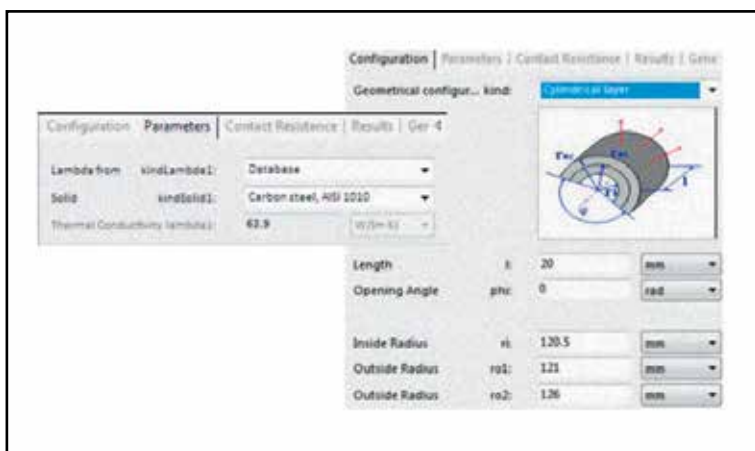 Configuration | Parameters | Contact Resistance | Results | Gene
Geometrical configur... kind: Cylindrical layer
Configuration Parameters | Contact Resistance | Results | Ger
Lambda from kindLambda1: Database
Solid kindSolid1: Carbon steel, AISI 1010
Thermal Conductivity lambda1: 63.9 W/(m·K)
Length l: 20 mm
Opening Angle phi: 0 rad
Inside Radius ri: 120.5 mm
Outside Radius ro1: 121 mm
Outside Radius ro2: 126 mm